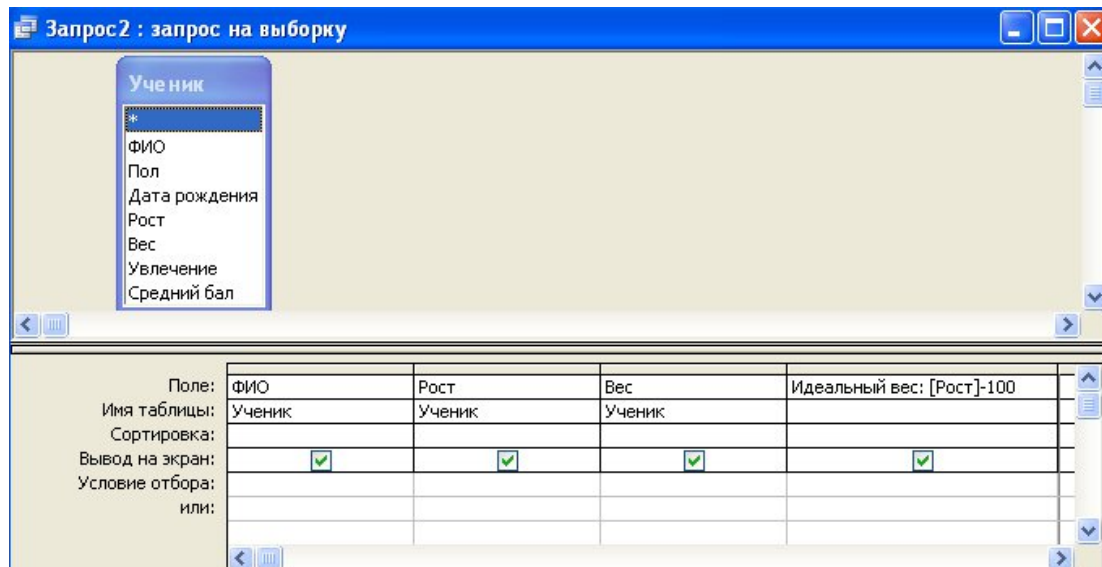 Запрос2 : запрос на выборку
Ученик
*
ФИО
Пол
Дата рождения
Рост
Вес
Увлечение
Средний бал
Поле: ФИО Рост Вес Идеальный вес: [Рост]-100
Имя таблицы: Ученик Ученик Ученик
Сортировка:
Вывод на экран:
Условие отбора:
или: